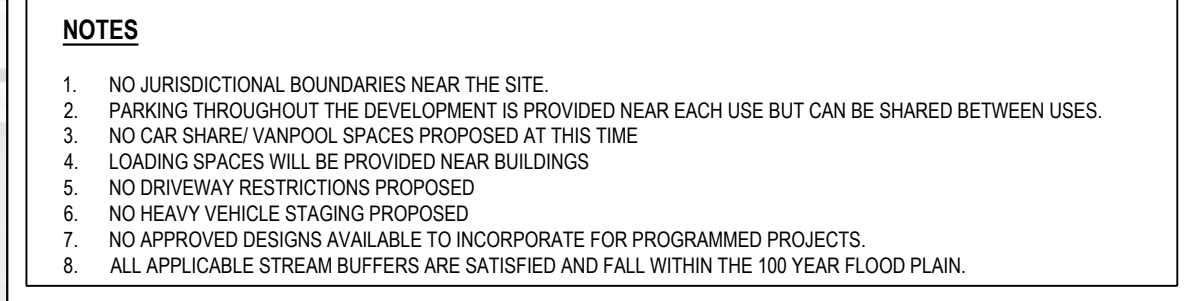 NOTES
1. NO JURISDICTIONAL BOUNDARIES NEAR THE SITE.
2. PARKING THROUGHOUT THE DEVELOPMENT IS PROVIDED NEAR EACH USE BUT CAN BE SHARED BETWEEN USES.
3. NO CAR SHARE/ VANPOOL SPACES PROPOSED AT THIS TIME
4. LOADING SPACES WILL BE PROVIDED NEAR BUILDINGS
5. NO DRIVEWAY RESTRICTIONS PROPOSED
6. NO HEAVY VEHICLE STAGING PROPOSED
7. NO APPROVED DESIGNS AVAILABLE TO INCORPORATE FOR PROGRAMMED PROJECTS.
8. ALL APPLICABLE STREAM BUFFERS ARE SATISFIED AND FALL WITHIN THE 100 YEAR FLOOD PLAIN.